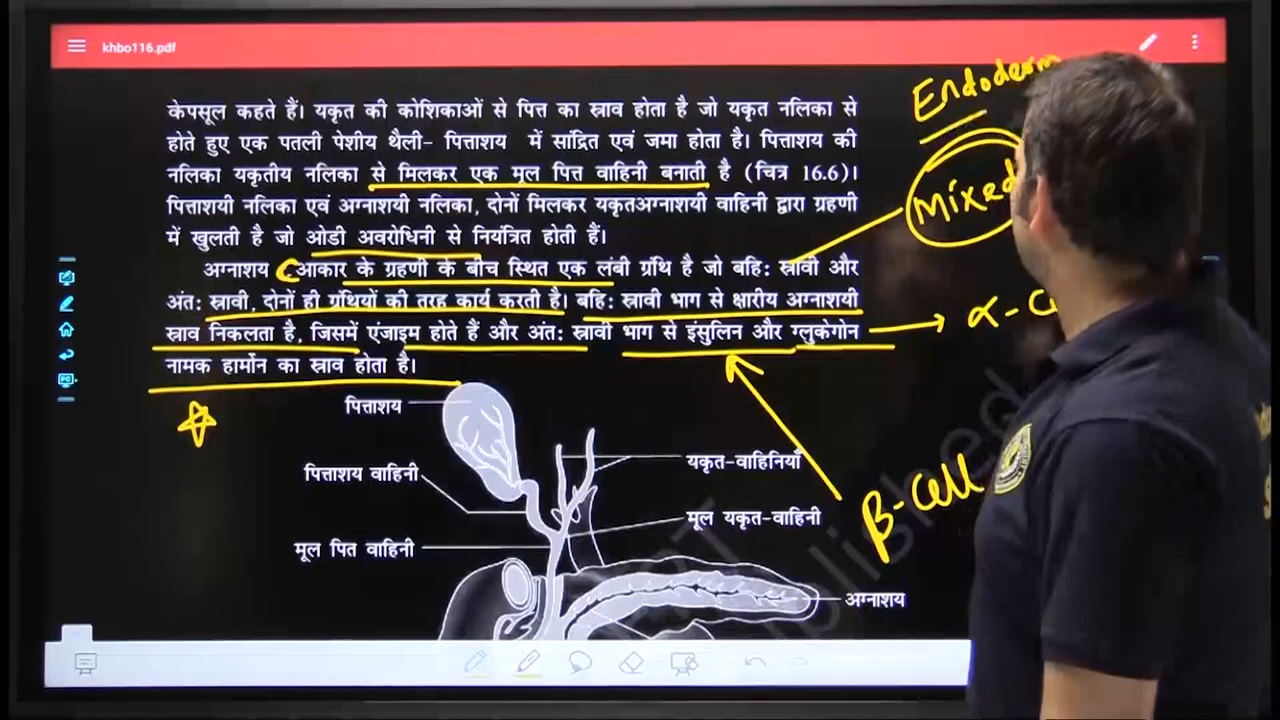 khbo116.pdf
केपसूल कहते हैं। यकृत की कोशिकाओं से पित्त का स्राव होता है जो यकृत नलिका से
होते हुए एक पतली पेशीय थैली- पित्ताशय में सांद्रित एवं जमा होता है। पित्ताशय की
नलिका यकृतीय नलिका से मिलकर एक मूल पित्त वाहिनी बनाती है (चित्र 16.6)।
पित्ताशयी नलिका एवं अग्नाशयी नलिका, दोनों मिलकर यकृतअग्नाशयी वाहिनी द्वारा ग्रहणी
में खुलती है जो ओडी अवरोधिनी से नियंत्रित होती हैं।
अग्नाशय C आकार के ग्रहणी के बीच स्थित एक लंबी ग्रंथि है जो बहि: स्रावी और
अंत: स्रावी, दोनों ही ग्रंथियों की तरह कार्य करती है। बहि: स्रावी भाग से क्षारीय अग्नाशयी
स्राव निकलता है, जिसमें एंजाइम होते हैं और अंत: स्रावी भाग से इंसुलिन और ग्लुकेगोन
नामक हार्मोन का स्राव होता है।
Endoderm
Mixed
α-C
β-Cell
पित्ताशय
पित्ताशय वाहिनी
यकृत-वाहिनियाँ
मूल यकृत-वाहिनी
मूल पित वाहिनी
अग्नाशय